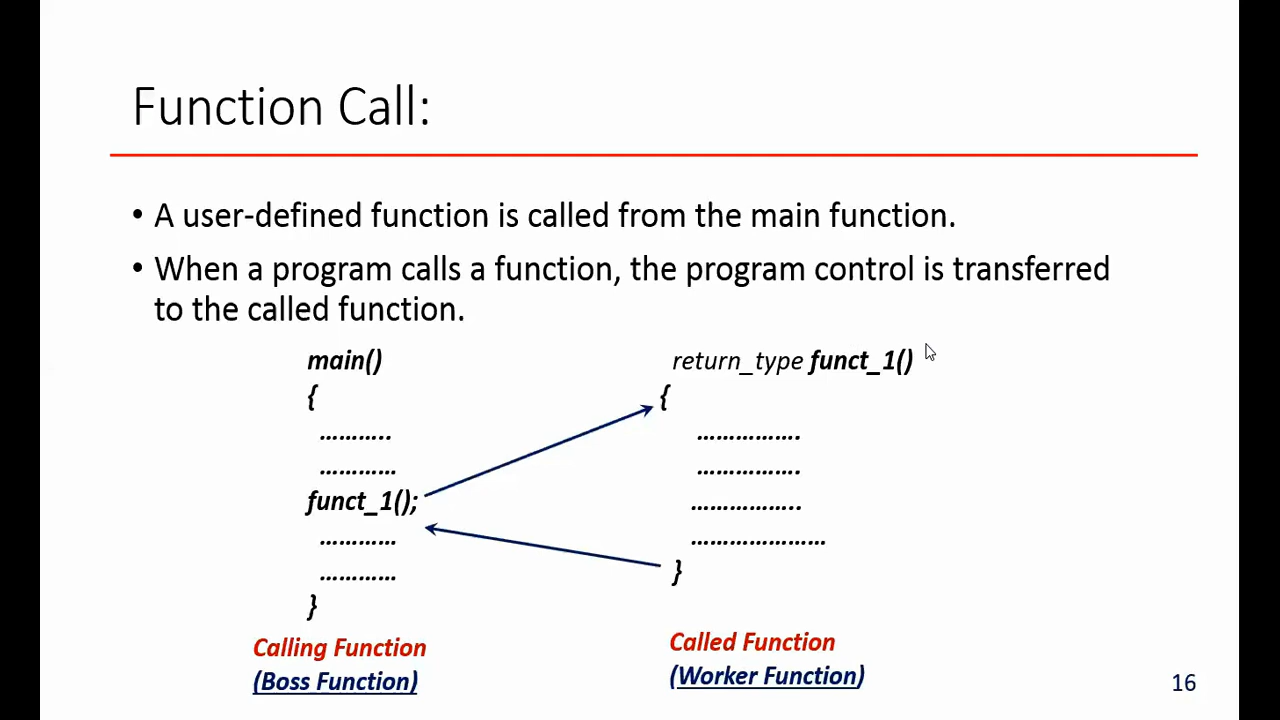 Function Call:
• A user-defined function is called from the main function.
• When a program calls a function, the program control is transferred
to the called function.
main()
{
………..
…………
funct_1();
…………
…………
}
Calling Function
(Boss Function)
return_type funct_1()
{
…………….
…………….
……………..
…………………
}
Called Function
(Worker Function)
16